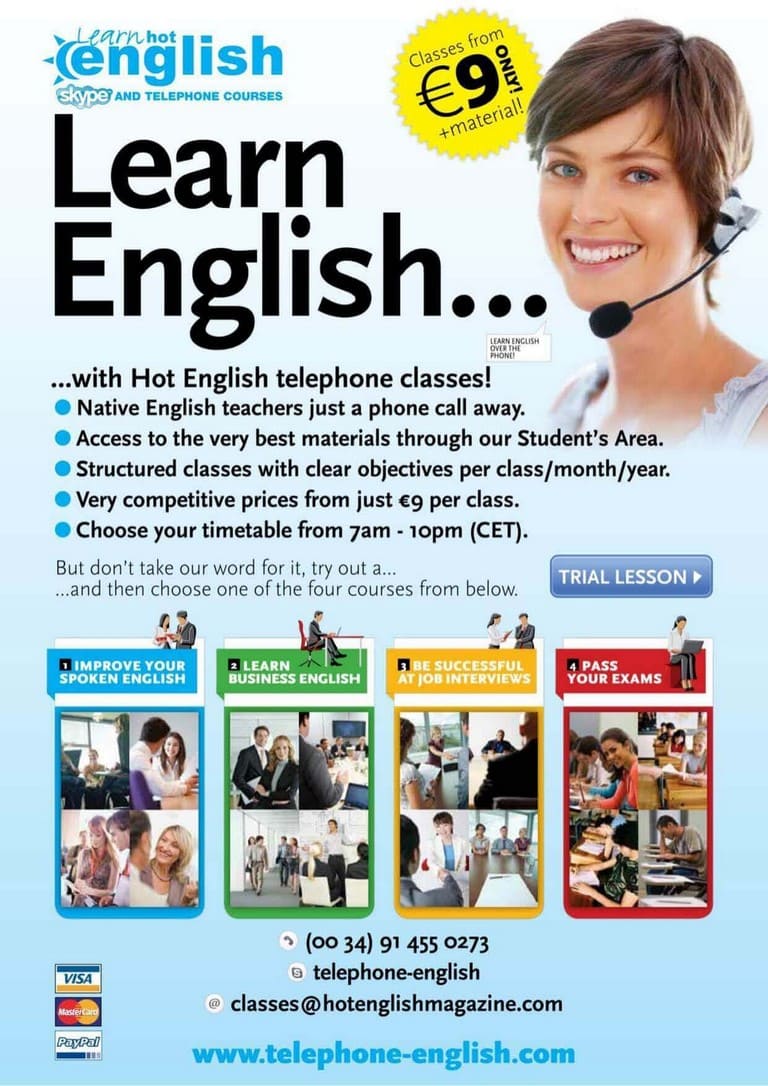 Learn hot
english
skype AND TELEPHONE COURSES
Classes from
€9 ONLY!
+material!
Learn
English...
LEARN ENGLISH
OVER THE
PHONE!
...with Hot English telephone classes!
Native English teachers just a phone call away.
Access to the very best materials through our Student's Area.
Structured classes with clear objectives per class/month/year.
Very competitive prices from just €9 per class.
Choose your timetable from 7am - 10pm (CET).
But don't take our word for it, try out a...
...and then choose one of the four courses from below.
TRIAL LESSON
1 IMPROVE YOUR
SPOKEN ENGLISH
2 LEARN
BUSINESS ENGLISH
3 BE SUCCESSFUL
AT JOB INTERVIEWS
4 PASS
YOUR EXAMS
(00 34) 91 455 0273
telephone-english
@ classes@hotenglishmagazine.com
VISA
MasterCard
PayPal
www.telephone-english.com